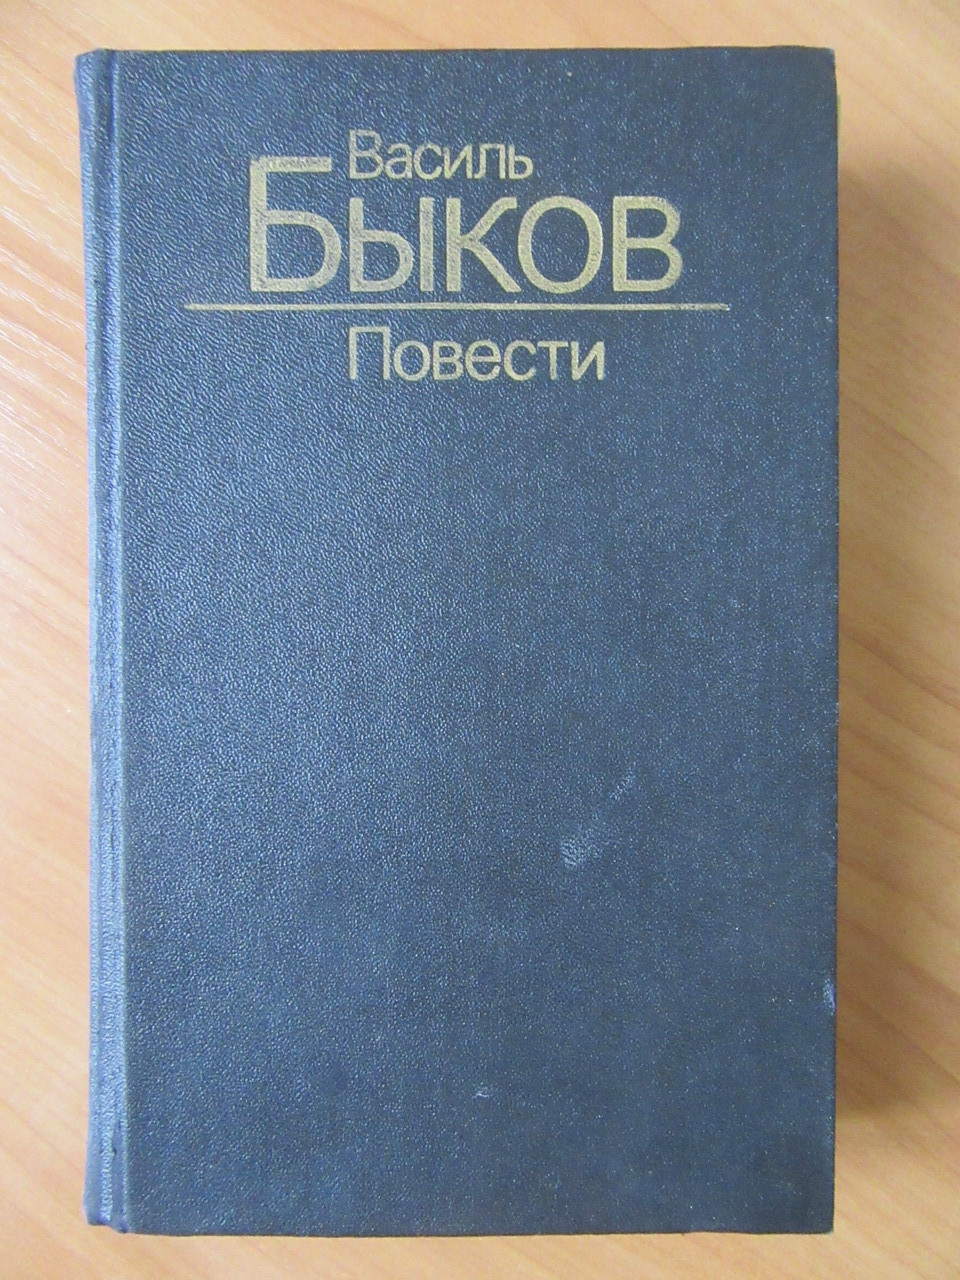 Василь
Быков
Повести